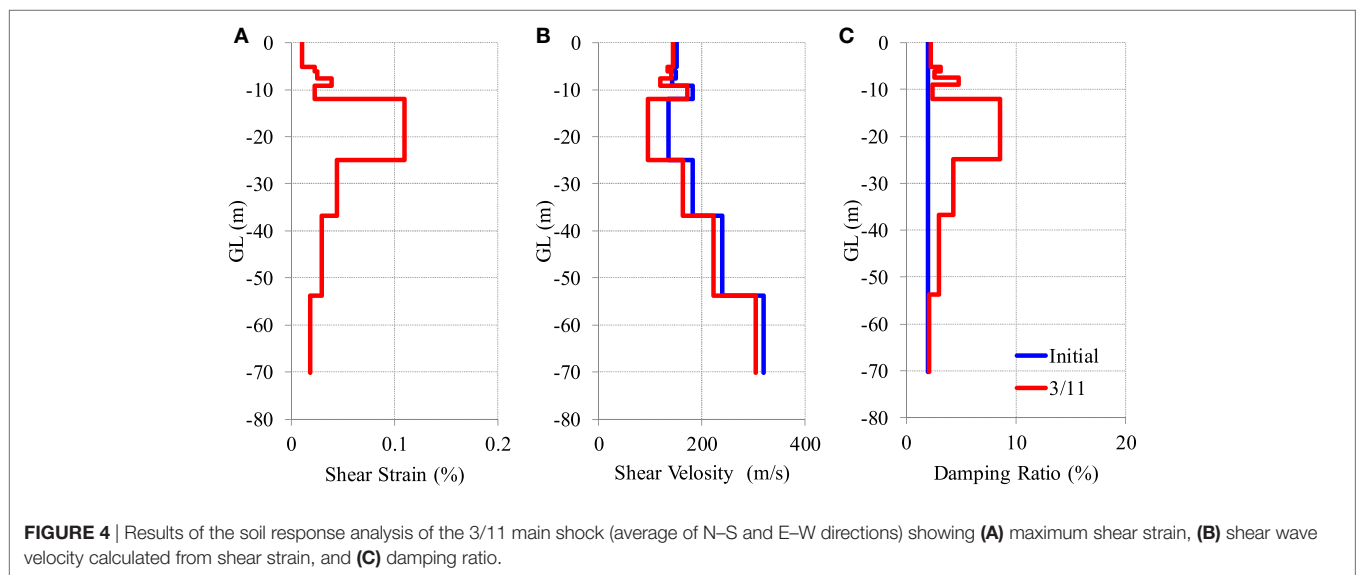 A
B
C
0
-10
-20
-30
-40
-50
-60
-70
-80
GL (m)
0 0.1 0.2
Shear Strain (%)
0
-10
-20
-30
-40
-50
-60
-70
-80
GL (m)
0 200 400
Shear Velosity (m/s)
0
-10
-20
-30
-40
-50
-60
-70
-80
GL (m)
0 10 20
Damping Ratio (%)
Initial
3/11
FIGURE 4 | Results of the soil response analysis of the 3/11 main shock (average of N–S and E–W directions) showing (A) maximum shear strain, (B) shear wave
velocity calculated from shear strain, and (C) damping ratio.